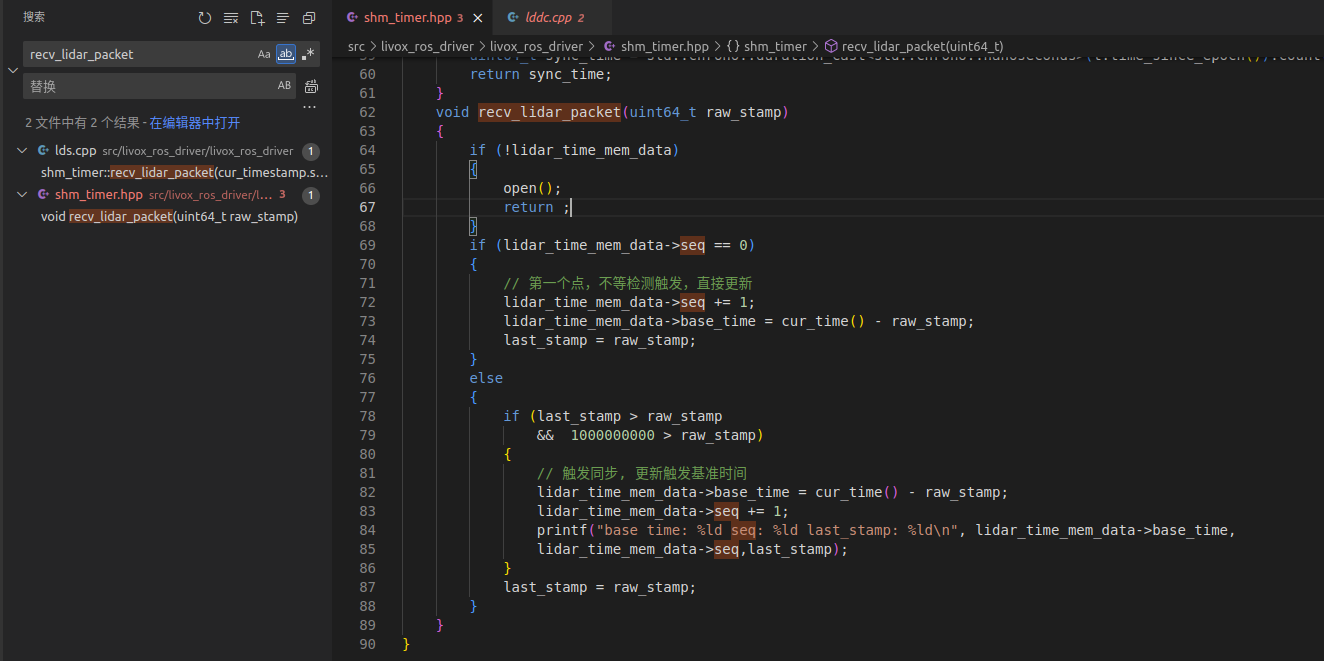 搜索
recv_lidar_packet
Aa ab .*
替换
AB
2 文件中有 2 个结果 - 在编辑器中打开
lds.cpp src/livox_ros_driver/livox_ros_driver 1
shm_timer::recv_lidar_packet(cur_timestamp.s...
shm_timer.hpp src/livox_ros_driver/l... 3 1
void recv_lidar_packet(uint64_t raw_stamp)
shm_timer.hpp 3 lddc.cpp 2
src > livox_ros_driver > livox_ros_driver > shm_timer.hpp > {} shm_timer > recv_lidar_packet(uint64_t)
60 return sync_time;
61 }
62 void recv_lidar_packet(uint64_t raw_stamp)
63 {
64 if (!lidar_time_mem_data)
65 {
66 open();
67 return ;
68 }
69 if (lidar_time_mem_data->seq == 0)
70 {
71 // 第一个点，不等检测触发，直接更新
72 lidar_time_mem_data->seq += 1;
73 lidar_time_mem_data->base_time = cur_time() - raw_stamp;
74 last_stamp = raw_stamp;
75 }
76 else
77 {
78 if (last_stamp > raw_stamp
79 && 1000000000 > raw_stamp)
80 {
81 // 触发同步, 更新触发基准时间
82 lidar_time_mem_data->base_time = cur_time() - raw_stamp;
83 lidar_time_mem_data->seq += 1;
84 printf("base time: %ld seq: %ld last_stamp: %ld\n", lidar_time_mem_data->base_time,
85 lidar_time_mem_data->seq,last_stamp);
86 }
87 last_stamp = raw_stamp;
88 }
89 }
90 }